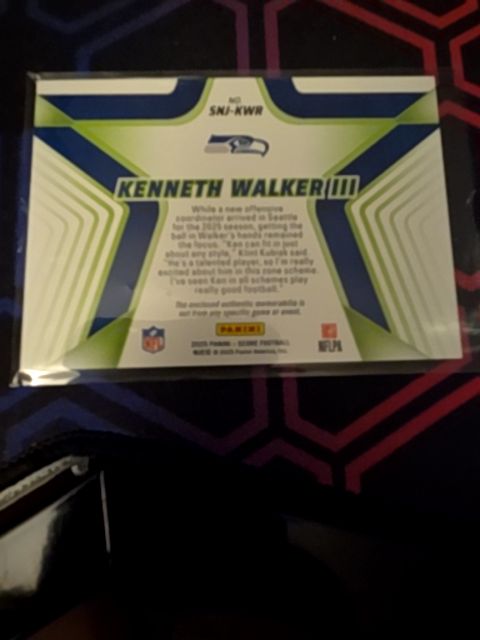 NO.
SNJ-KWR
KENNETH WALKER III
While a new offensive
coordinator arrived in Seattle
for the 2025 season, getting the
ball in Walker's hands remained
the focus. "Ken can fit in just
about any style," Klint Kubiak said.
"He's a talented player, so I'm really
excited about him in this zone scheme.
I've seen Ken in all schemes play
really good football."
The enclosed authentic memorabilia is
not from any specific game or event.
PANINI
2025 PANINI – SCORE FOOTBALL
© 2025 Panini America, Inc.
NFL
NFLPA